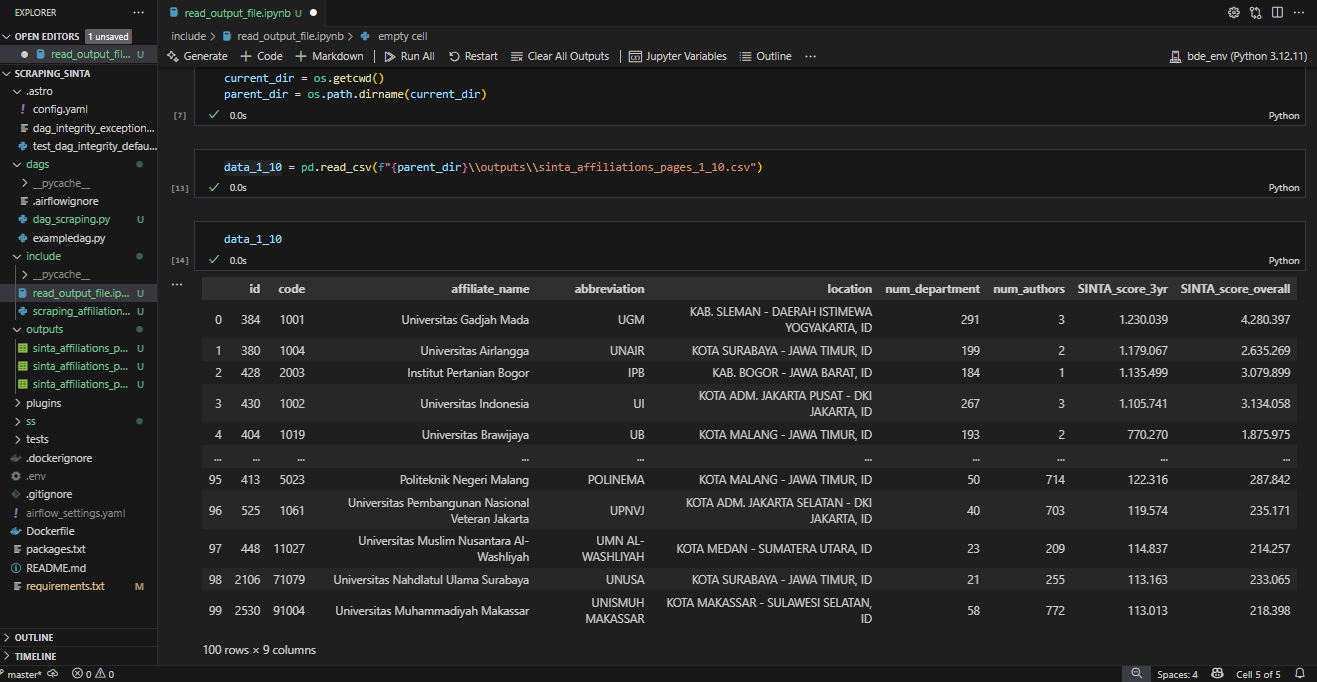 EXPLORER
OPEN EDITORS 1 unsaved
read_output_fil... U
SCRAPING_SINTA
.astro
config.yaml
dag_integrity_exception...
test_dag_integrity_defau...
dags
__pycache__
.airflowignore
dag_scraping.py U
exampledag.py
include
__pycache__
read_output_file.ip... U
scraping_affiliation... U
outputs
sinta_affiliations_p... U
sinta_affiliations_p... U
sinta_affiliations_p... U
plugins
ss
tests
.dockerignore
.env
.gitignore
airflow_settings.yaml
Dockerfile
packages.txt
README.md
requirements.txt M
OUTLINE
TIMELINE
read_output_file.ipynb U
include > read_output_file.ipynb > empty cell
Generate + Code + Markdown Run All Restart Clear All Outputs Jupyter Variables Outline ... bde_env (Python 3.12.11)
current_dir = os.getcwd()
parent_dir = os.path.dirname(current_dir)
[7] 0.0s Python
data_1_10 = pd.read_csv(f"{parent_dir}\\outputs\\sinta_affiliations_pages_1_10.csv")
[13] 0.0s Python
data_1_10
[14] 0.0s Python
id code affiliate_name abbreviation location num_department num_authors SINTA_score_3yr SINTA_score_overall
0 384 1001 Universitas Gadjah Mada UGM KAB. SLEMAN - DAERAH ISTIMEWA YOGYAKARTA, ID 291 3 1.230.039 4.280.397
1 380 1004 Universitas Airlangga UNAIR KOTA SURABAYA - JAWA TIMUR, ID 199 2 1.179.067 2.635.269
2 428 2003 Institut Pertanian Bogor IPB KAB. BOGOR - JAWA BARAT, ID 184 1 1.135.499 3.079.899
3 430 1002 Universitas Indonesia UI KOTA ADM. JAKARTA PUSAT - DKI JAKARTA, ID 267 3 1.105.741 3.134.058
4 404 1019 Universitas Brawijaya UB KOTA MALANG - JAWA TIMUR, ID 193 2 770.270 1.875.975
... ... ... ... ... ... ... ... ... ...
95 413 5023 Politeknik Negeri Malang POLINEMA KOTA MALANG - JAWA TIMUR, ID 50 714 122.316 287.842
96 525 1061 Universitas Pembangunan Nasional Veteran Jakarta UPNVJ KOTA ADM. JAKARTA SELATAN - DKI JAKARTA, ID 40 703 119.574 235.171
97 448 11027 Universitas Muslim Nusantara Al-Washliyah UMN AL-WASHLIYAH KOTA MEDAN - SUMATERA UTARA, ID 23 209 114.837 214.257
98 2106 71079 Universitas Nahdlatul Ulama Surabaya UNUSA KOTA SURABAYA - JAWA TIMUR, ID 21 255 113.163 233.065
99 2530 91004 Universitas Muhammadiyah Makassar UNISMUH MAKASSAR KOTA MAKASSAR - SULAWESI SELATAN, ID 58 772 113.013 218.398
100 rows × 9 columns
master* 0 0 Spaces: 4 Cell 5 of 5